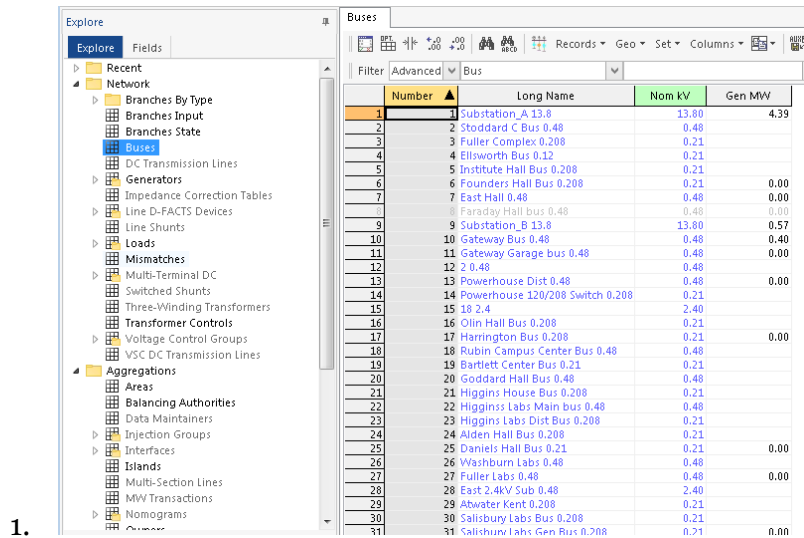 Explore
Explore Fields
Recent
Network
Branches By Type
Branches Input
Branches State
Buses
DC Transmission Lines
Generators
Impedance Correction Tables
Line D-FACTS Devices
Line Shunts
Loads
Mismatches
Multi-Terminal DC
Switched Shunts
Three-Winding Transformers
Transformer Controls
Voltage Control Groups
VSC DC Transmission Lines
Aggregations
Areas
Balancing Authorities
Data Maintainers
Injection Groups
Interfaces
Islands
Multi-Section Lines
MW Transactions
Nomograms
Owners
1.
Buses
Records Geo Set Columns
Filter Advanced Bus
Number Long Name Nom kV Gen MW
1 1 Substation_A 13.8 13.80 4.39
2 2 Stoddard C Bus 0.48 0.48
3 3 Fuller Complex 0.208 0.21
4 4 Ellsworth Bus 0.12 0.21
5 5 Institute Hall Bus 0.208 0.21
6 6 Founders Hall Bus 0.208 0.21 0.00
7 7 East Hall 0.48 0.48 0.00
8 8 Faraday Hall bus 0.48 0.48 0.00
9 9 Substation_B 13.8 13.80 0.57
10 10 Gateway Bus 0.48 0.48 0.40
11 11 Gateway Garage bus 0.48 0.48 0.00
12 12 2 0.48 0.48
13 13 Powerhouse Dist 0.48 0.48 0.00
14 14 Powerhouse 120/208 Switch 0.208 0.21
15 15 18 2.4 2.40
16 16 Olin Hall Bus 0.208 0.21
17 17 Harrington Bus 0.208 0.21 0.00
18 18 Rubin Campus Center Bus 0.48 0.48
19 19 Bartlett Center Bus 0.21 0.21
20 20 Goddard Hall Bus 0.48 0.48
21 21 Higgins House Bus 0.208 0.21
22 22 Higginss Labs Main bus 0.48 0.48
23 23 Higgins Labs Dist Bus 0.208 0.21
24 24 Alden Hall Bus 0.208 0.21
25 25 Daniels Hall Bus 0.21 0.21 0.00
26 26 Washburn Labs 0.48 0.48
27 27 Fuller Labs 0.48 0.48 0.00
28 28 East 2.4kV Sub 0.48 2.40
29 29 Atwater Kent 0.208 0.21
30 30 Salisbury Labs Bus 0.208 0.21
31 31 Salisbury Labs Gen Bus 0.208 0.21 0.00